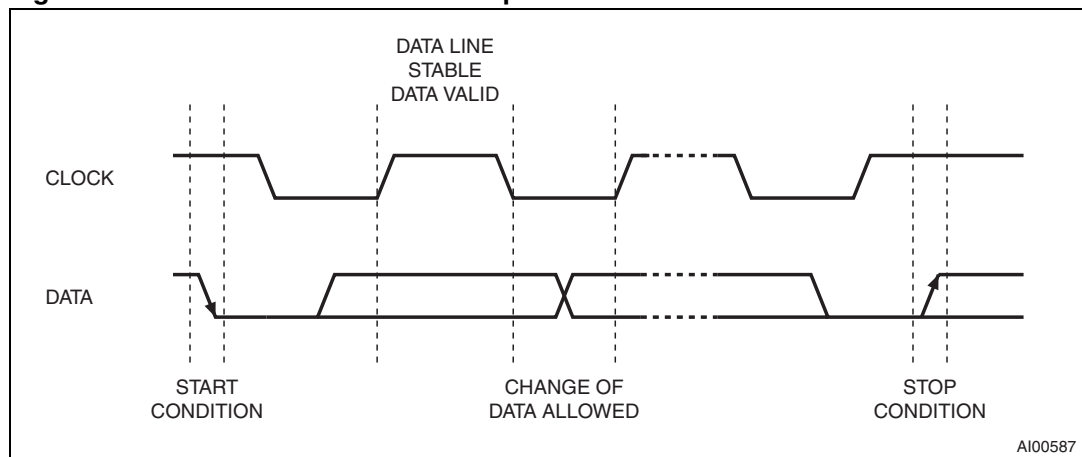 DATA LINE
STABLE
DATA VALID
CLOCK
DATA
START
CONDITION
CHANGE OF
DATA ALLOWED
STOP
CONDITION
AI00587